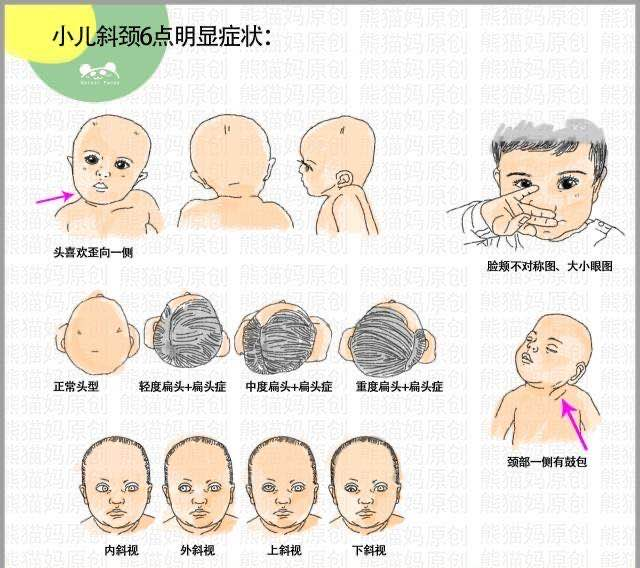 小儿斜颈6点明显症状：
头喜欢歪向一侧
脸颊不对称图、大小眼图
正常头型
轻度扁头+扁头症
中度扁头+扁头症
重度扁头+扁头症
颈部一侧有鼓包
内斜视
外斜视
上斜视
下斜视
熊猫妈原创